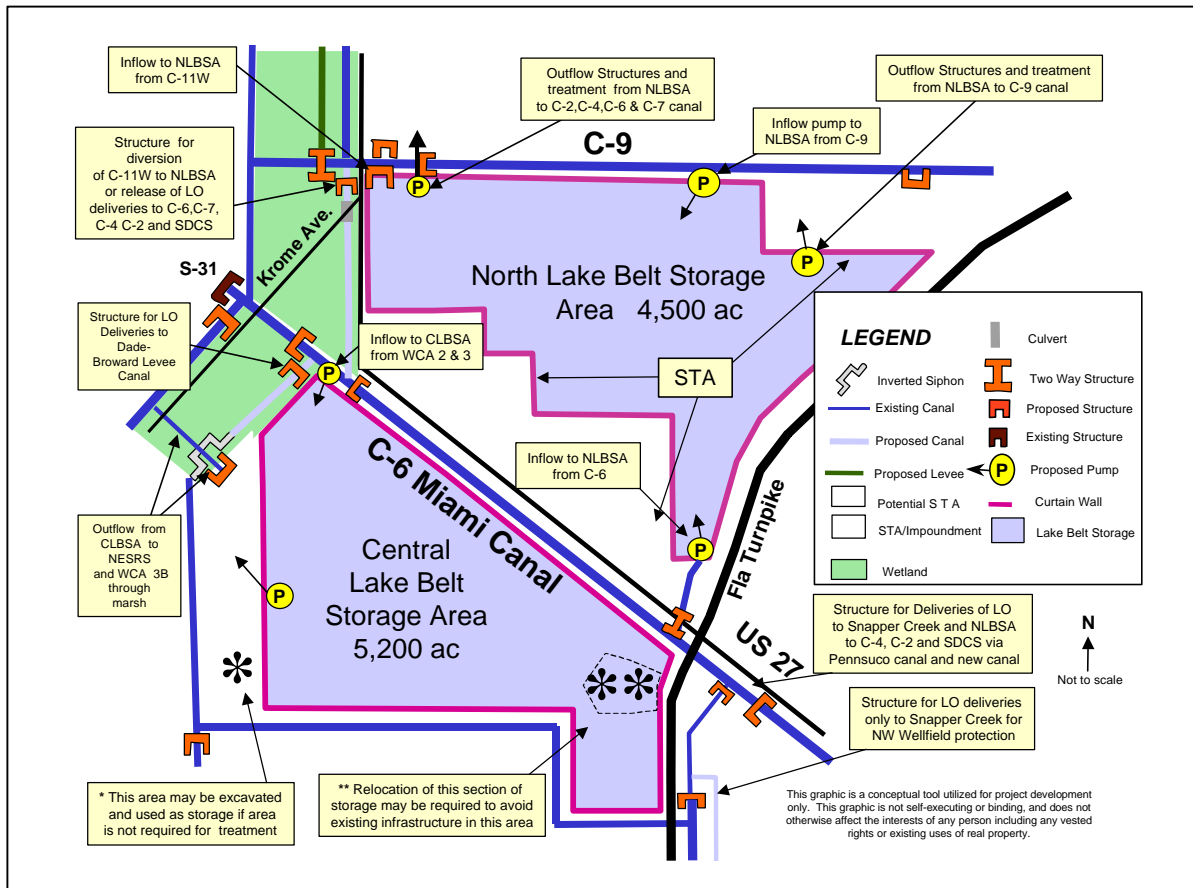 Inflow to NLBSA
from C-11W
Outflow Structures and
treatment from NLBSA
to C-2,C-4,C-6 & C-7 canal
Outflow Structures and treatment
from NLBSA to C-9 canal
Structure for
diversion
of C-11W to NLBSA
or release of LO
deliveries to C-6,C-7,
C-4 C-2 and SDCS
C-9
Inflow pump to
NLBSA from C-9
P
P
Krome Ave.
S-31
P
North Lake Belt Storage
Area 4,500 ac
Structure for LO
Deliveries to
Dade-
Broward Levee
Canal
Inflow to CLBSA
from WCA 2 & 3
P
STA
LEGEND
Culvert
Inverted Siphon
Two Way Structure
Existing Canal
Proposed Structure
Proposed Canal
Existing Structure
Proposed Levee
P
Proposed Pump
Potential S T A
Curtain Wall
STA/Impoundment
Lake Belt Storage
Wetland
C-6 Miami Canal
Inflow to NLBSA
from C-6
P
Fla Turnpike
Outflow from
CLBSA to
NESRS
and WCA 3B
through
marsh
P
Central
Lake Belt
Storage Area
5,200 ac
US 27
Structure for Deliveries of LO
to Snapper Creek and NLBSA
to C-4, C-2 and SDCS via
Pennsuco canal and new canal
N
Not to scale
*
**
Structure for LO deliveries
only to Snapper Creek for
NW Wellfield protection
* This area may be excavated
and used as storage if area
is not required for treatment
** Relocation of this section of
storage may be required to avoid
existing infrastructure in this area
This graphic is a conceptual tool utilized for project development
only. This graphic is not self-executing or binding, and does not
otherwise affect the interests of any person including any vested
rights or existing uses of real property.